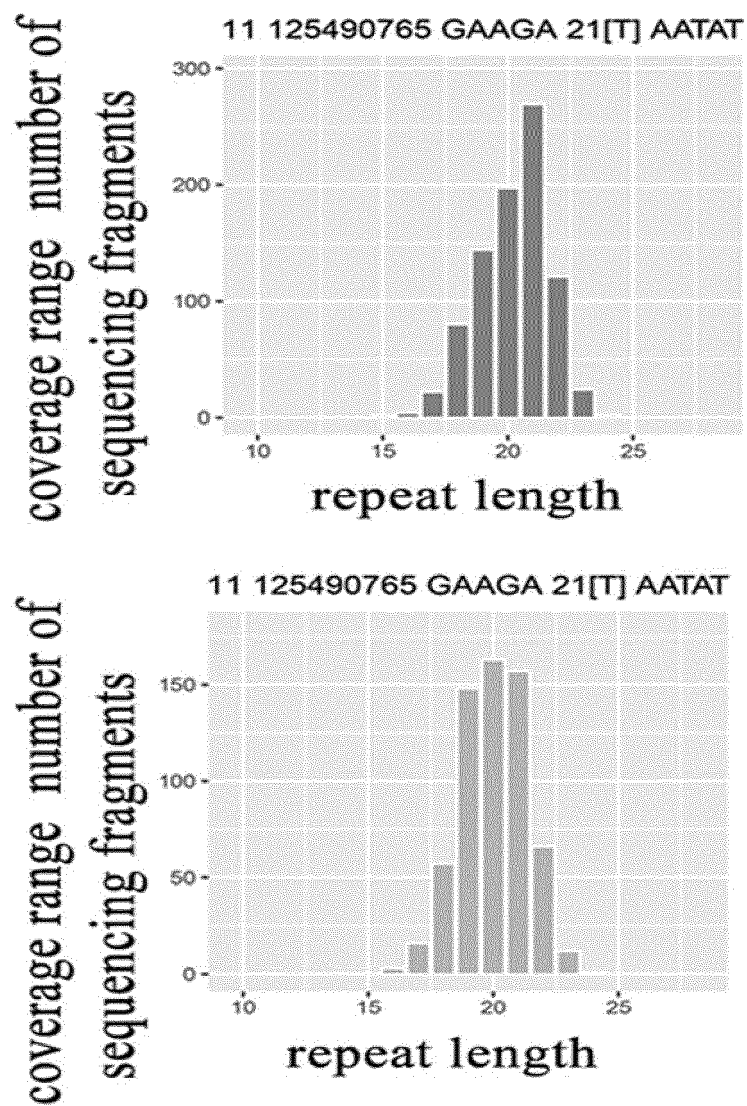 11 125490765 GAAGA 21[T] AATAT
coverage range number of
sequencing fragments
300
200
100
0
10 15 20 25
repeat length
11 125490765 GAAGA 21[T] AATAT
coverage range number of
sequencing fragments
150
100
50
0
10 15 20 25
repeat length